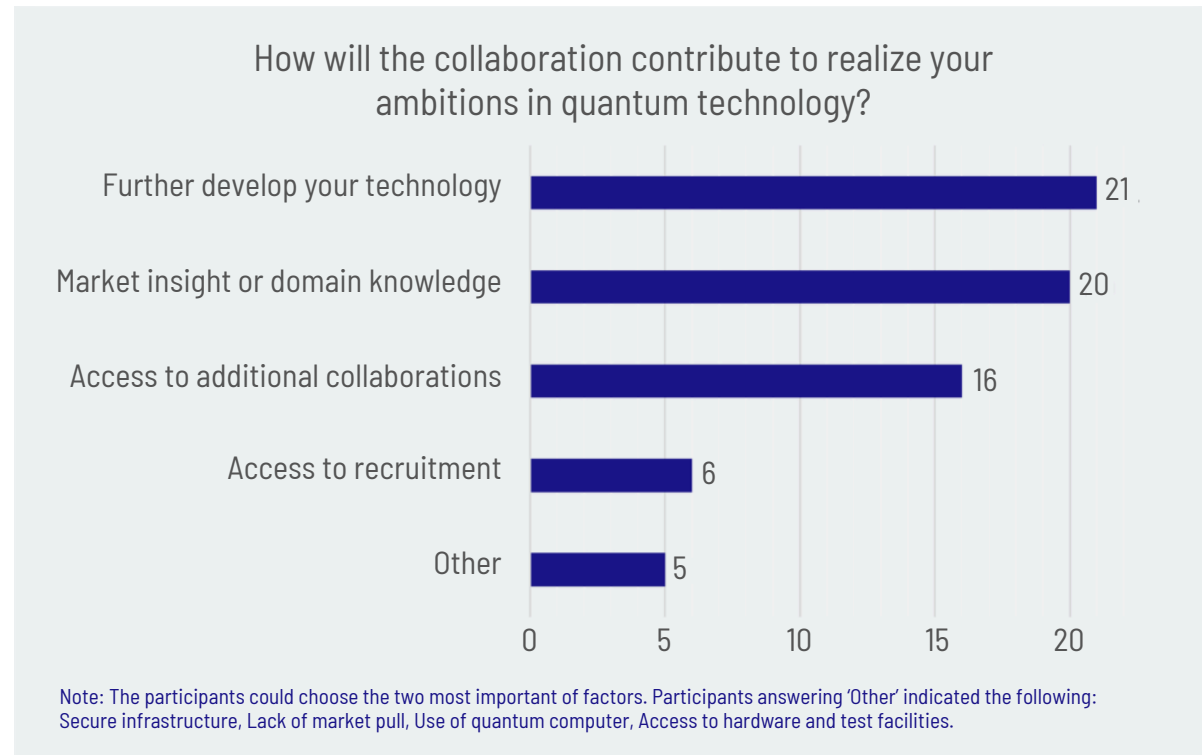 How will the collaboration contribute to realize your
ambitions in quantum technology?
Further develop your technology
21
Market insight or domain knowledge
20
Access to additional collaborations
16
Access to recruitment
6
Other
5
0 5 10 15 20
Note: The participants could choose the two most important of factors. Participants answering ‘Other’ indicated the following:
Secure infrastructure, Lack of market pull, Use of quantum computer, Access to hardware and test facilities.